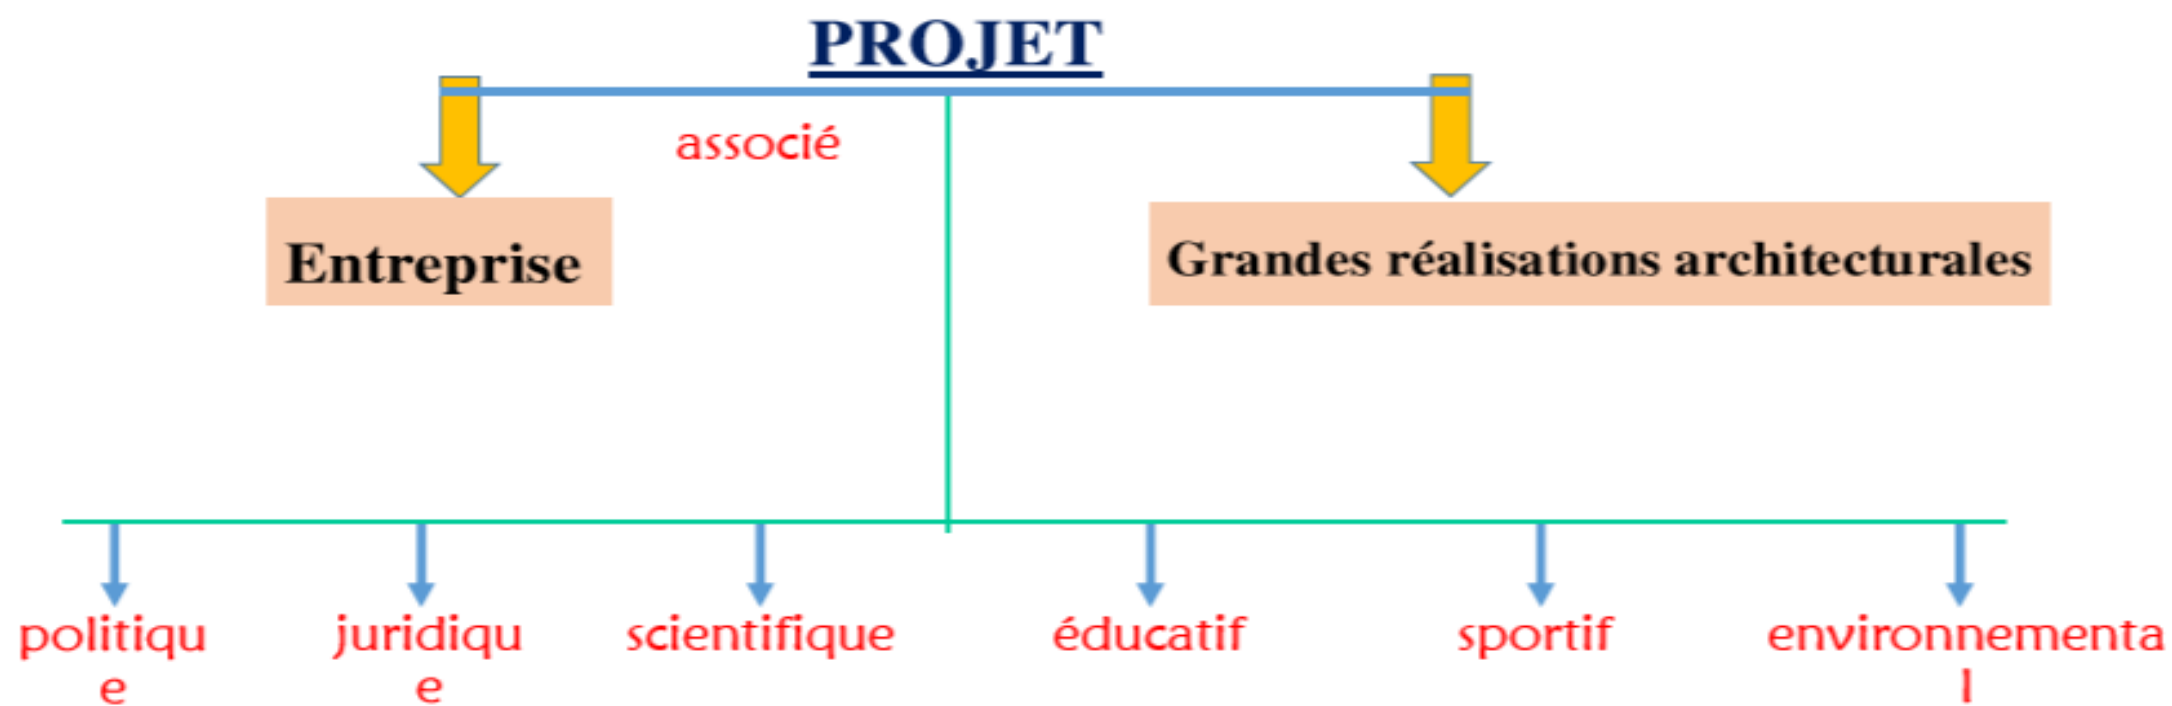 PROJET
associé
Entreprise
Grandes réalisations architecturales
politiqu
e
juridiqu
e
scientifique
éducatif
sportif
environnementa
l